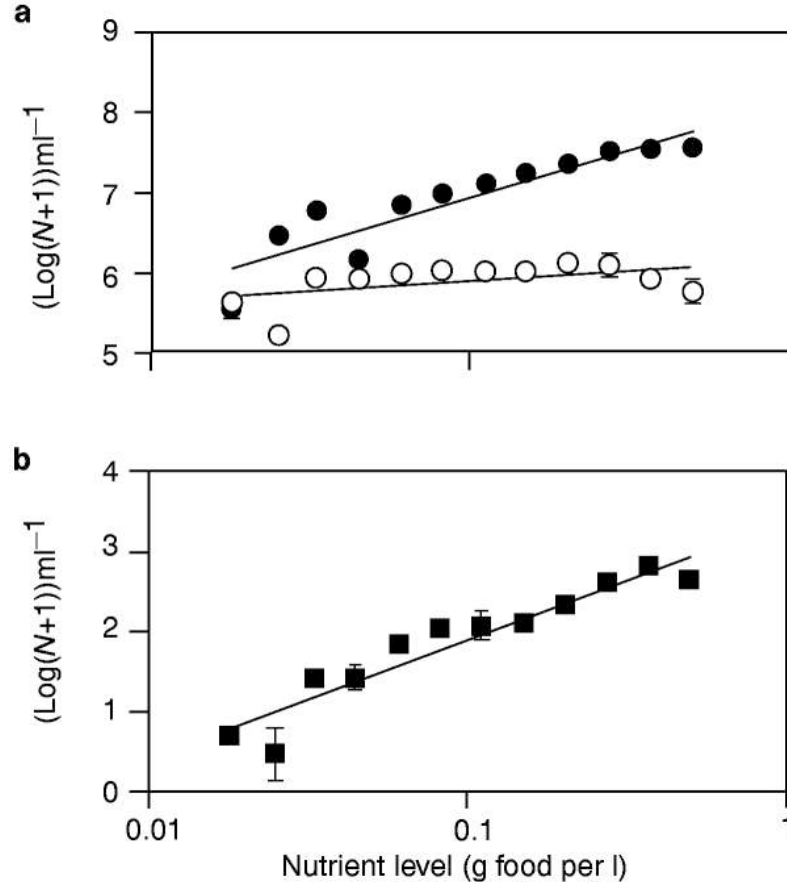 a
9
8
7
6
5
(Log(N+1))ml−1
b
4
3
2
1
0
(Log(N+1))ml−1
0.01
0.1
1
Nutrient level (g food per l)